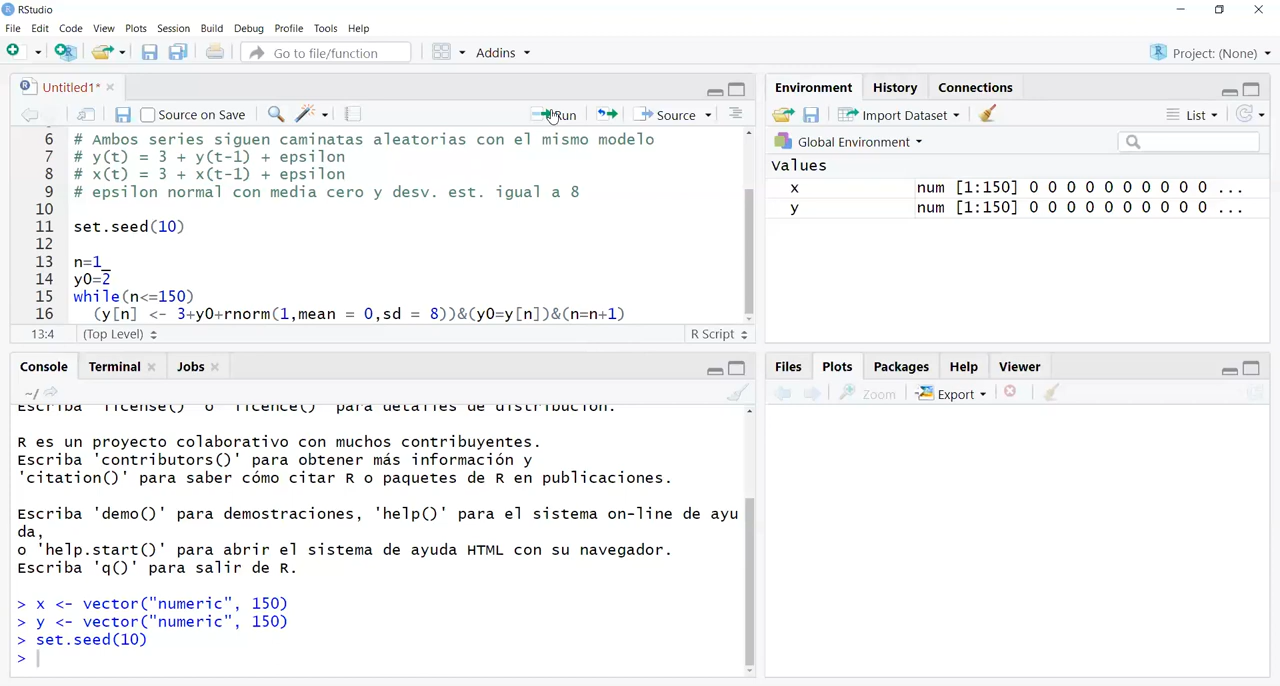 RStudio
File Edit Code View Plots Session Build Debug Profile Tools Help
Go to file/function
Addins
Project: (None)
Untitled1*
Source on Save
Run
Source
6 # Ambos series siguen caminatas aleatorias con el mismo modelo
7 # y(t) = 3 + y(t-1) + epsilon
8 # x(t) = 3 + x(t-1) + epsilon
9 # epsilon normal con media cero y desv. est. igual a 8
10
11 set.seed(10)
12
13 n=1
14 y0=2
15 while(n<=150)
16 (y[n] <- 3+y0+rnorm(1,mean = 0,sd = 8))&(y0=y[n])&(n=n+1)
13:4 (Top Level) R Script
Console Terminal Jobs
~/
Escriba 'license()' o 'licence()' para detalles de distribucion.
R es un proyecto colaborativo con muchos contribuyentes.
Escriba 'contributors()' para obtener más información y
'citation()' para saber cómo citar R o paquetes de R en publicaciones.
Escriba 'demo()' para demostraciones, 'help()' para el sistema on-line de ayu
da,
o 'help.start()' para abrir el sistema de ayuda HTML con su navegador.
Escriba 'q()' para salir de R.
> x <- vector("numeric", 150)
> y <- vector("numeric", 150)
> set.seed(10)
>
Environment History Connections
Import Dataset
List
Global Environment
Values
x num [1:150] 0 0 0 0 0 0 0 0 0 0 ...
y num [1:150] 0 0 0 0 0 0 0 0 0 0 ...
Files Plots Packages Help Viewer
Zoom Export